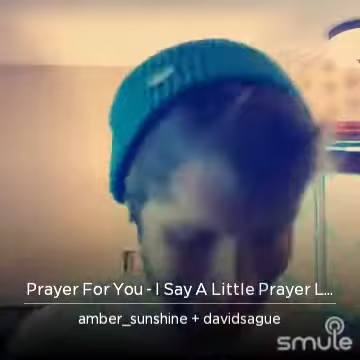 Prayer For You - I Say A Little Prayer L...
amber_sunshine + davidsague
smule